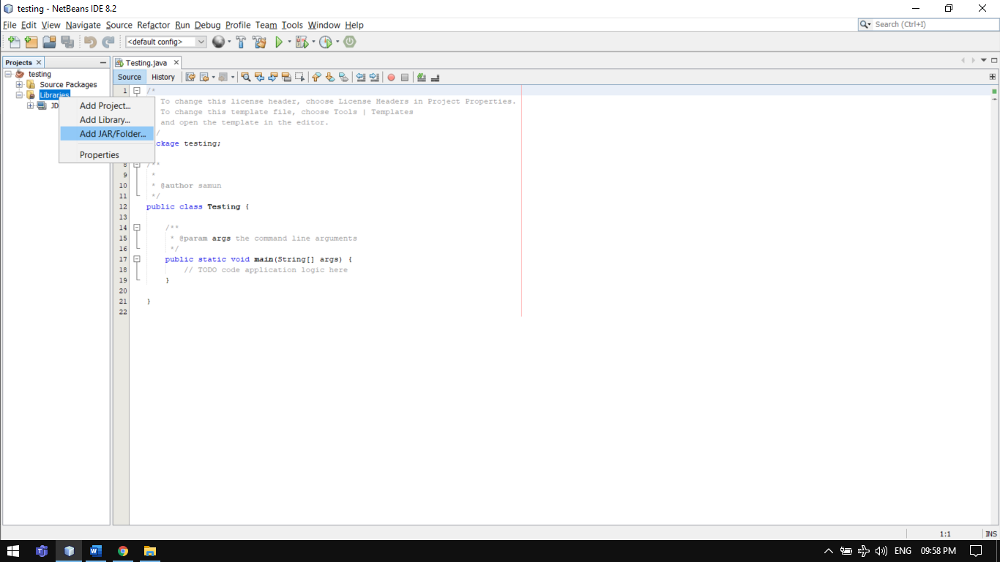 testing - NetBeans IDE 8.2
File Edit View Navigate Source Refactor Run Debug Profile Team Tools Window Help
Search (Ctrl+I)
<default config>
Projects
Testing.java
testing
Source Packages
Libraries
JD
Add Project...
Add Library...
Add JAR/Folder...
Properties
Source History
1 /*
To change this license header, choose License Headers in Project Properties.
To change this template file, choose Tools | Templates
and open the template in the editor.
/
ckage testing;
8 /**
9 *
10 * @author samun
11 */
12 public class Testing {
13
14 /**
15 * @param args the command line arguments
16 */
17 public static void main(String[] args) {
18 // TODO code application logic here
19 }
20
21 }
22
1:1 INS
ENG 09:58 PM